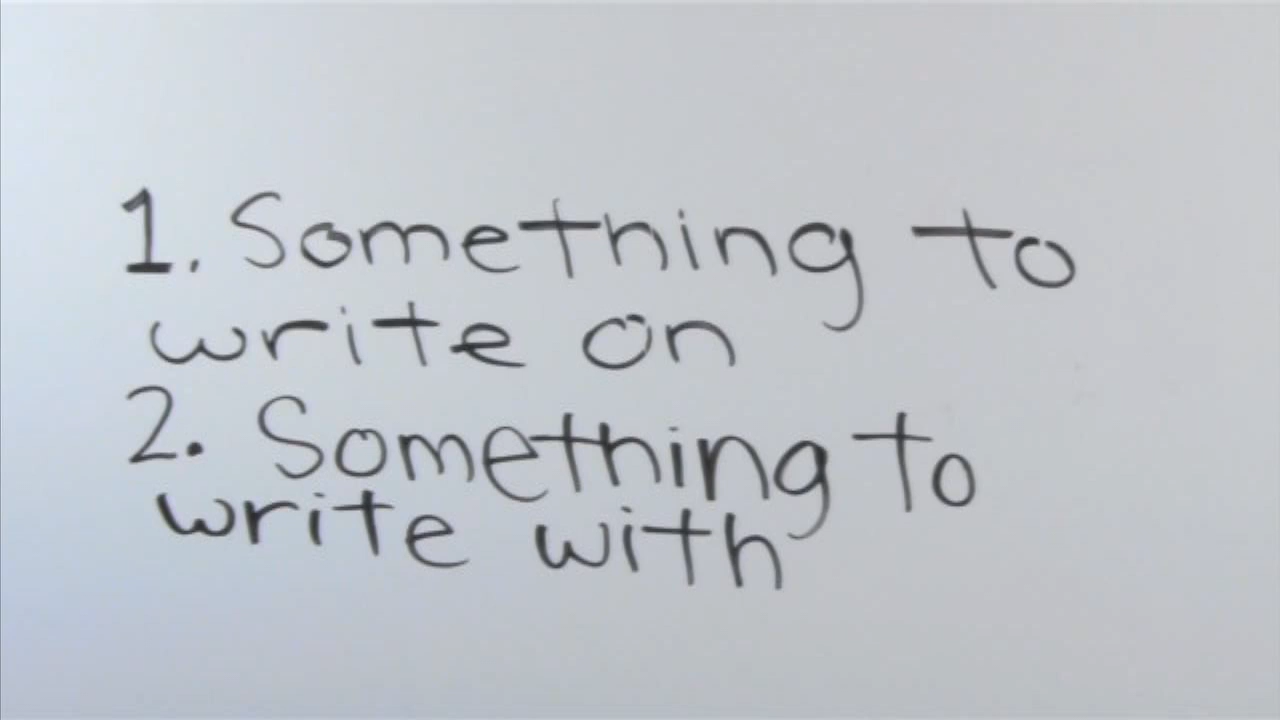 1. Something to
write on
2. Something to
write with